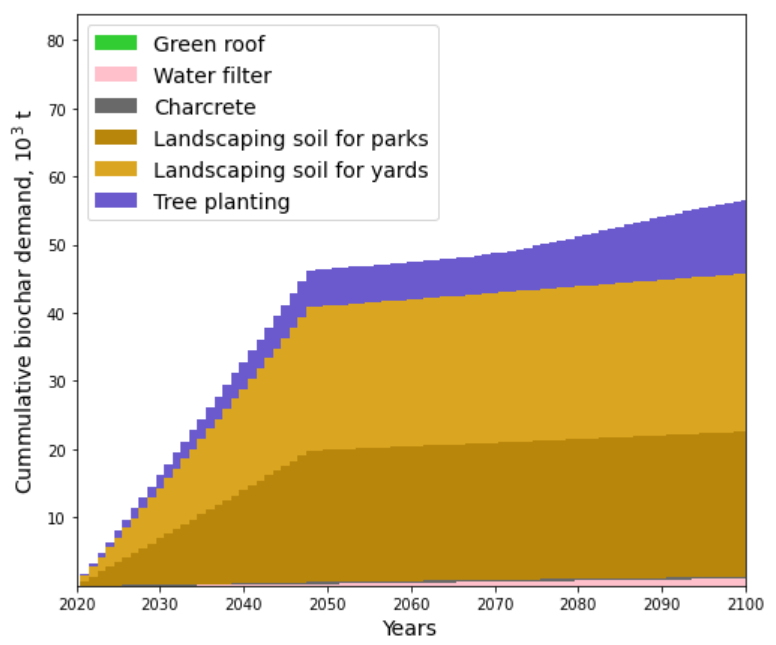 Green roof
Water filter
Charcrete
Landscaping soil for parks
Landscaping soil for yards
Tree planting
Cummulative biochar demand, 10³ t
80
70
60
50
40
30
20
10
2020 2030 2040 2050 2060 2070 2080 2090 2100
Years